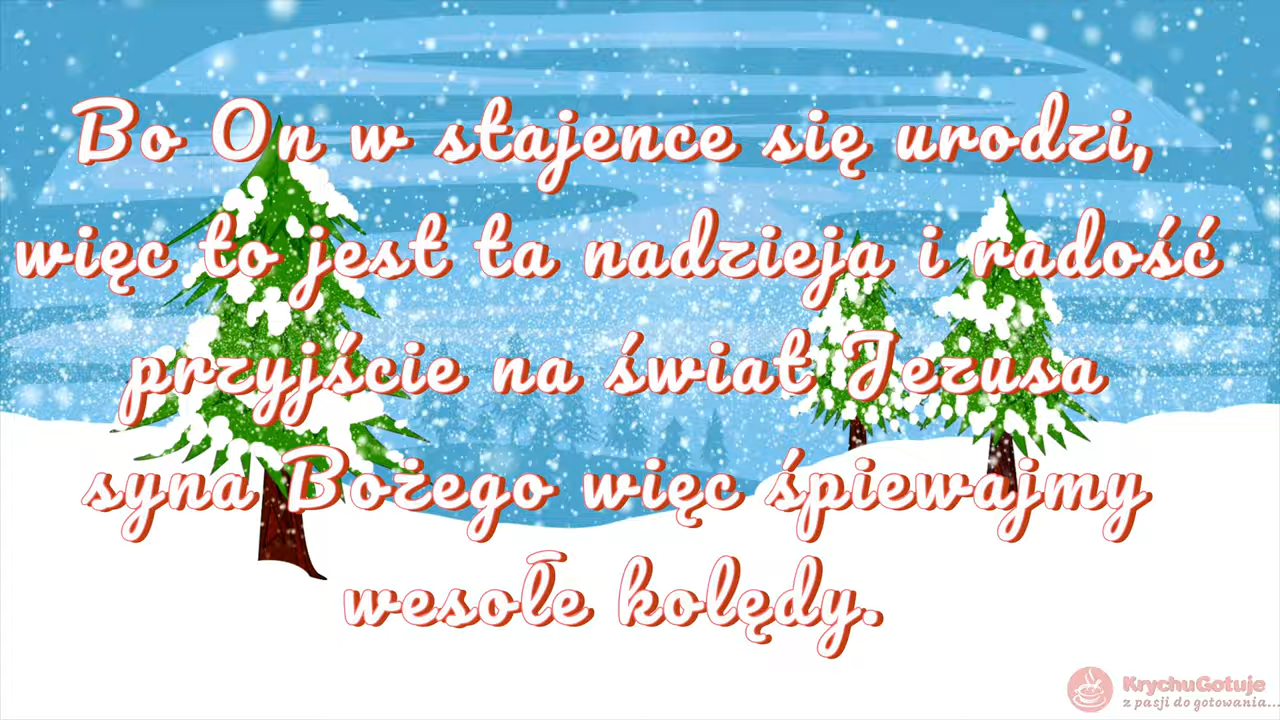 Bo On w stajence się urodzi,
więc to jest ta nadzieja i radość
przyjście na świat Jezusa
syna Bożego więc śpiewajmy
wesołe kolędy.
KrychuGotuje
z pasji do gotowania...